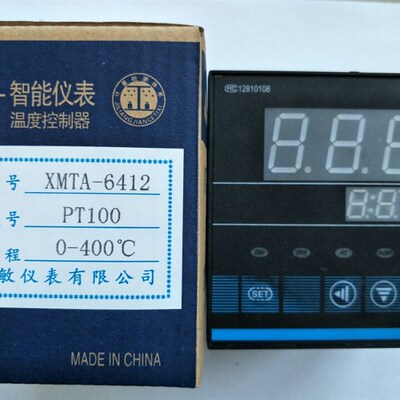 智能仪表
温度控制器
号 XMTA-6412
号 PT100
程 0-400℃
敏仪表有限公司
MADE IN CHINA
MC 12810108
SET